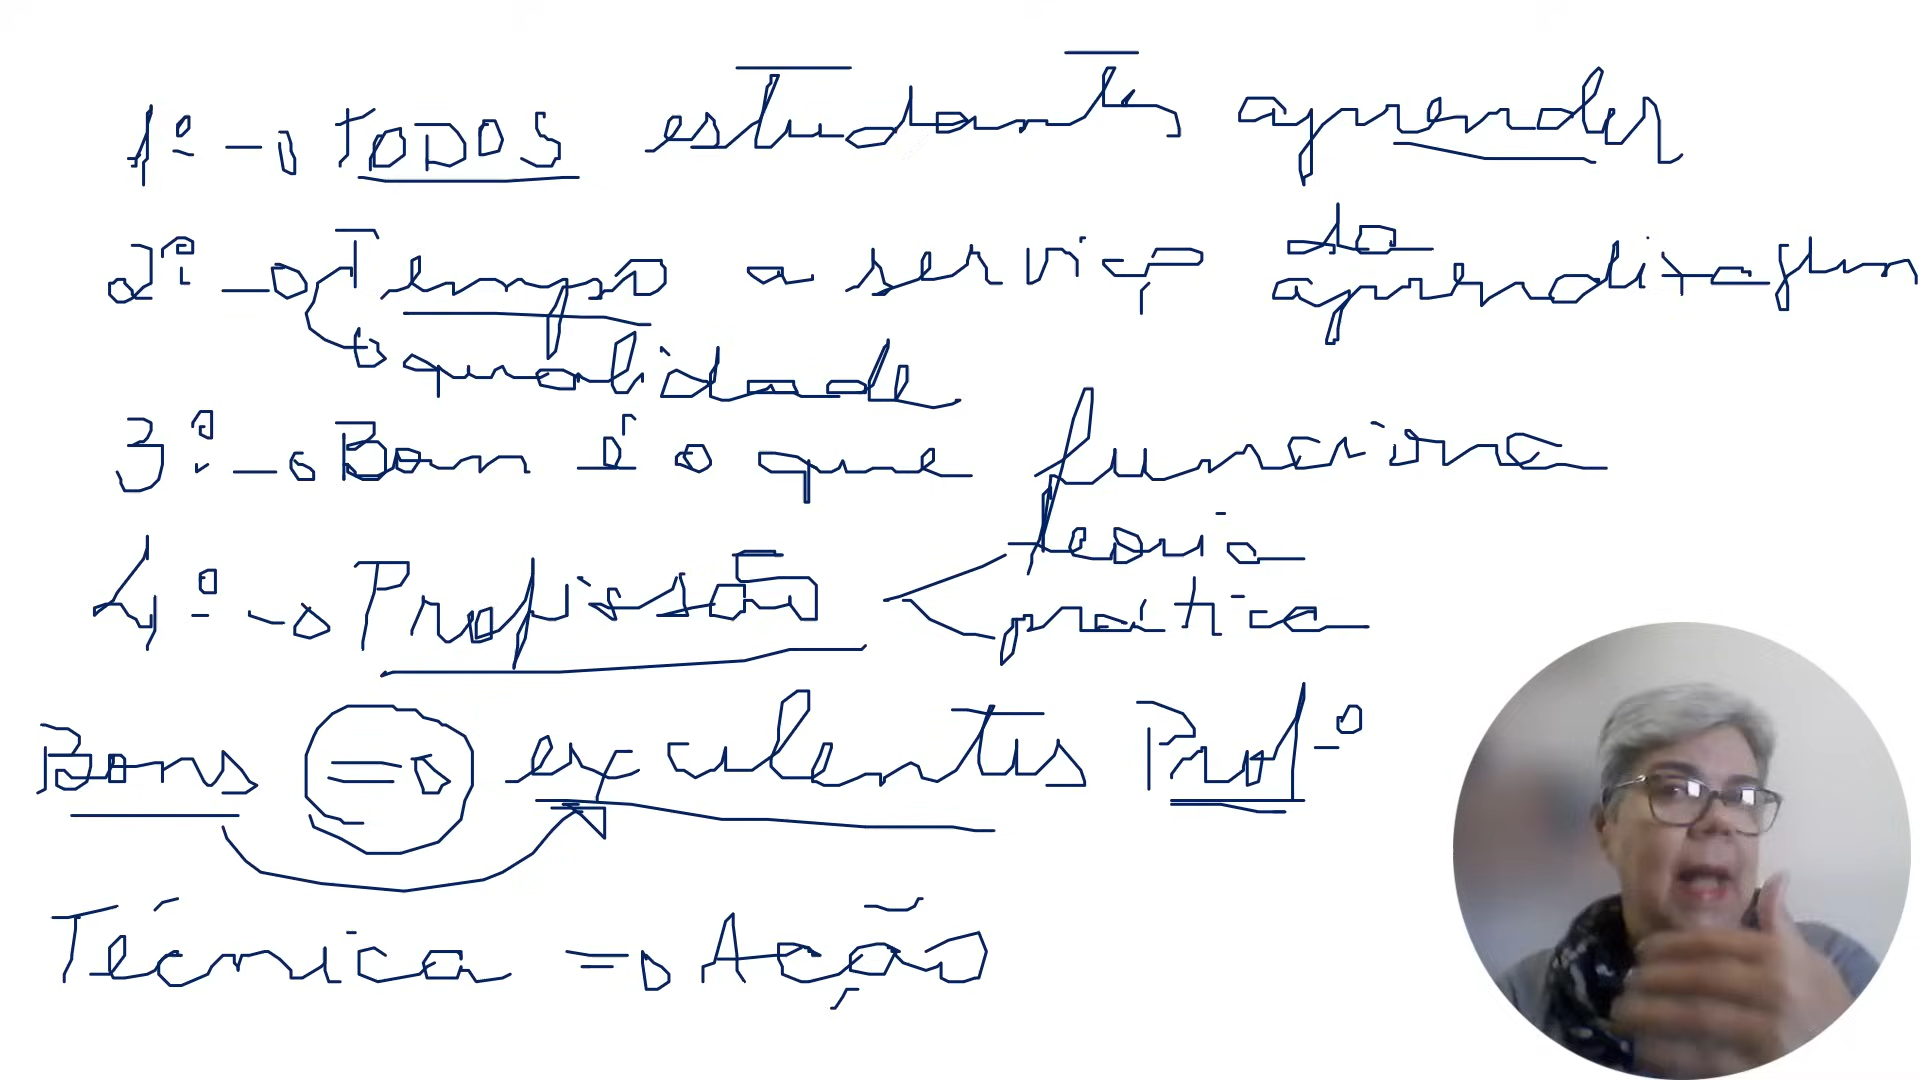 1º → TODOS estudantes aprender
2º → Tempo a serviço da aprendizagem
→ qualidade
3º → Bom é o que funciona
4º → Profissão < teoria
prática
Bons ⇒ excelentes Prof.º
Técnica ⇒ Ação